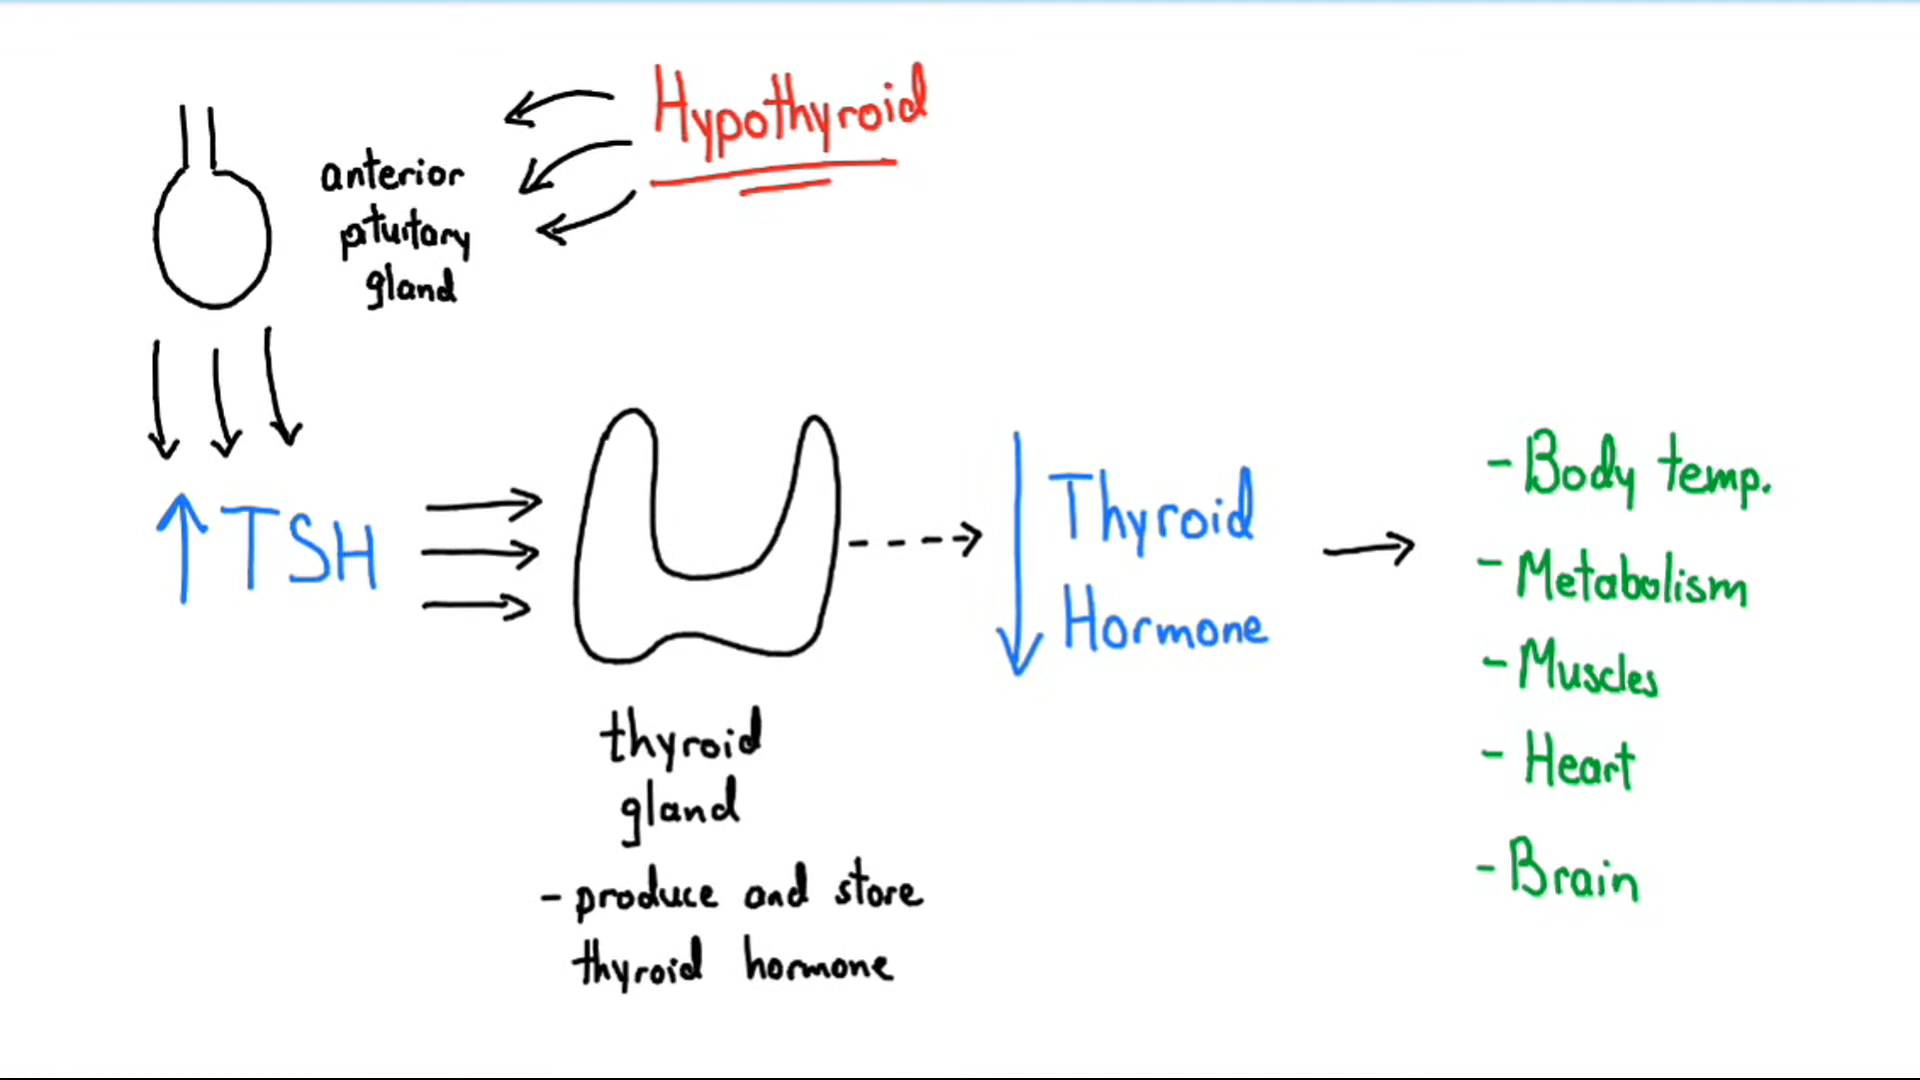 Hypothyroid
anterior
pituitary
gland
↑ TSH
↓ Thyroid
Hormone
- Body temp.
- Metabolism
- Muscles
- Heart
- Brain
thyroid
gland
- produce and store
thyroid hormone